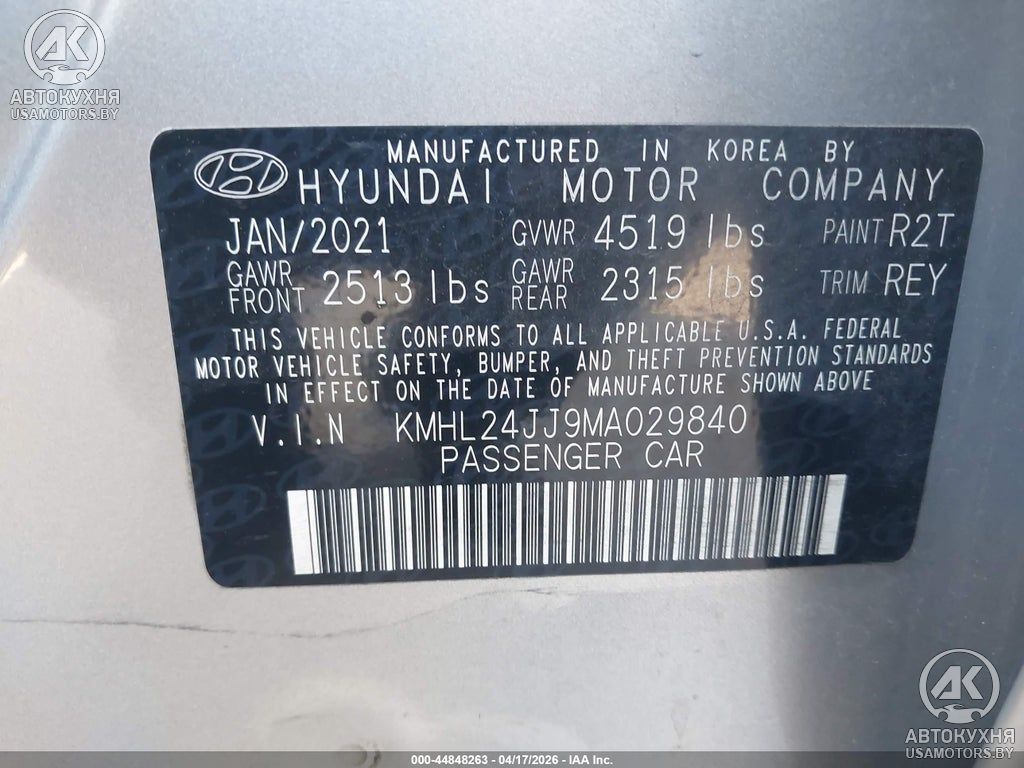 AK
АВТОКУХНЯ
USAMOTORS.BY
MANUFACTURED IN KOREA BY
HYUNDAI MOTOR COMPANY
JAN/2021 GVWR 4519 lbs PAINT R2T
GAWR FRONT 2513 lbs GAWR REAR 2315 lbs TRIM REY
THIS VEHICLE CONFORMS TO ALL APPLICABLE U.S.A. FEDERAL
MOTOR VEHICLE SAFETY, BUMPER, AND THEFT PREVENTION STANDARDS
IN EFFECT ON THE DATE OF MANUFACTURE SHOWN ABOVE
V.I.N KMHL24JJ9MA029840
PASSENGER CAR
AK
АВТОКУХНЯ
USAMOTORS.BY
000-44848263 - 04/17/2026 - IAA Inc.